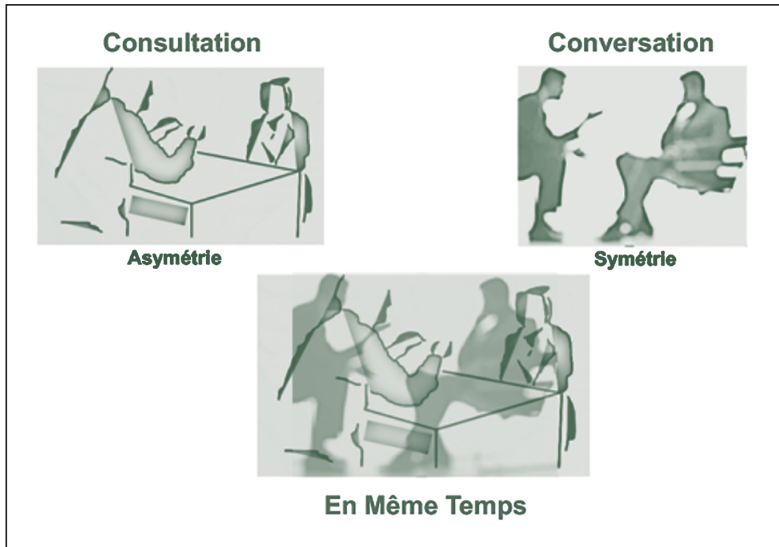 Consultation
Conversation
Asymétrie
Symétrie
En Même Temps